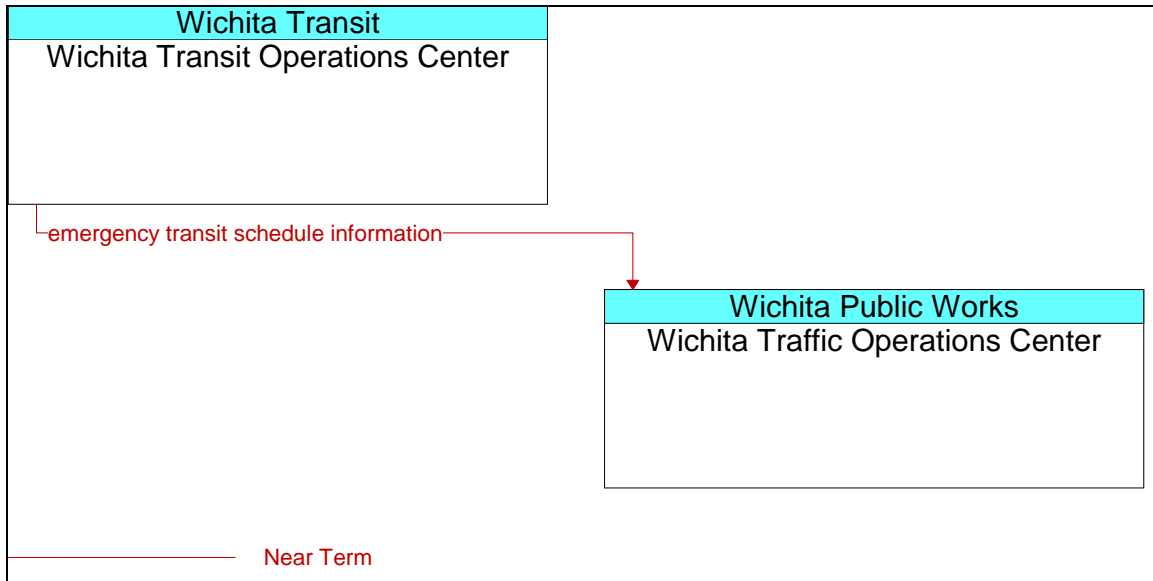 Wichita Transit
Wichita Transit Operations Center
emergency transit schedule information
Wichita Public Works
Wichita Traffic Operations Center
Near Term